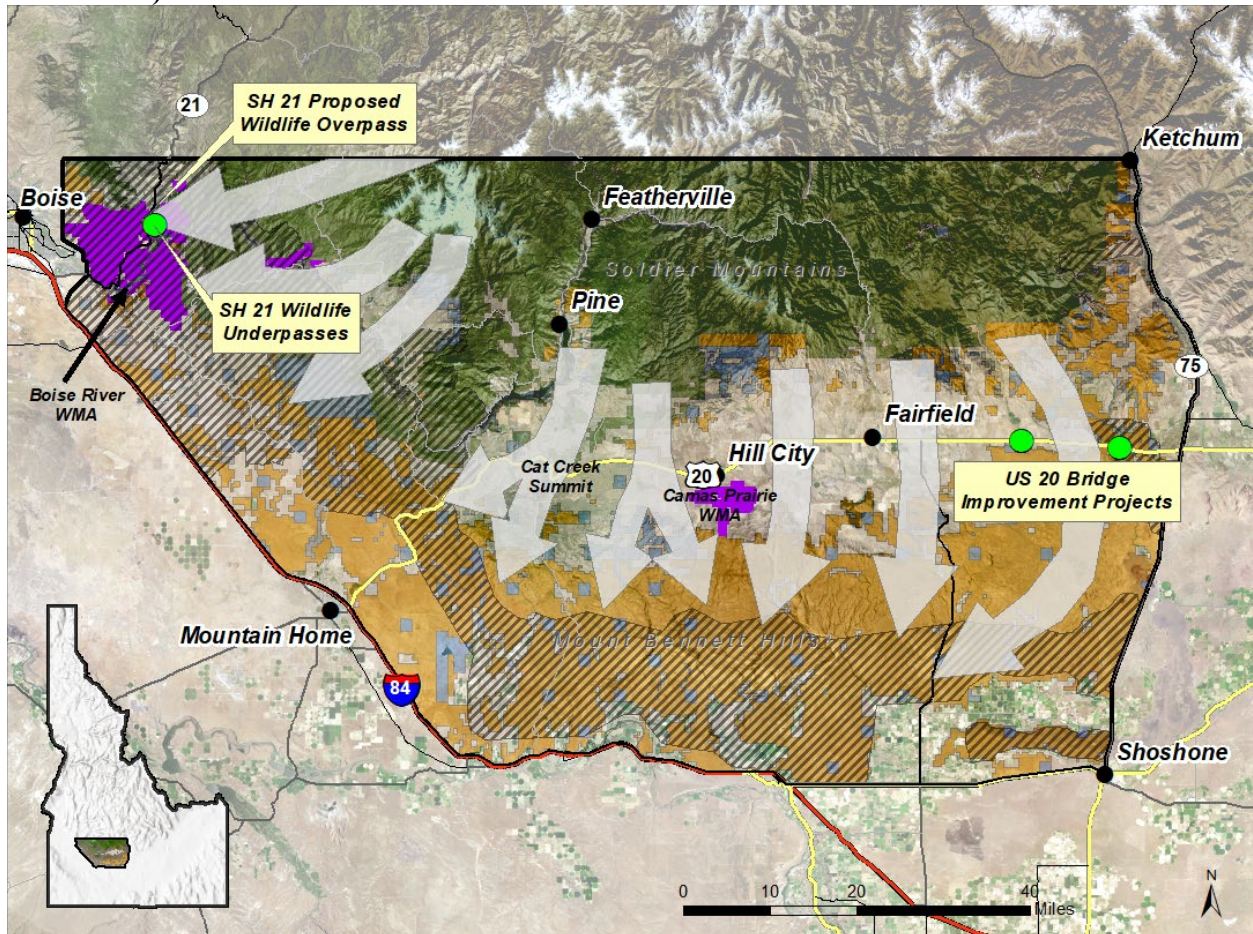 21
SH 21 Proposed
Wildlife Overpass
Ketchum
Boise
Featherville
Soldier Mountains
SH 21 Wildlife
Underpasses
Pine
75
Boise River
WMA
Fairfield
Hill City
20
Cat Creek
Summit
Camas Prairie
WMA
US 20 Bridge
Improvement Projects
Mountain Home
Mount Bennett Hills
84
Shoshone
N
0 10 20 40
Miles